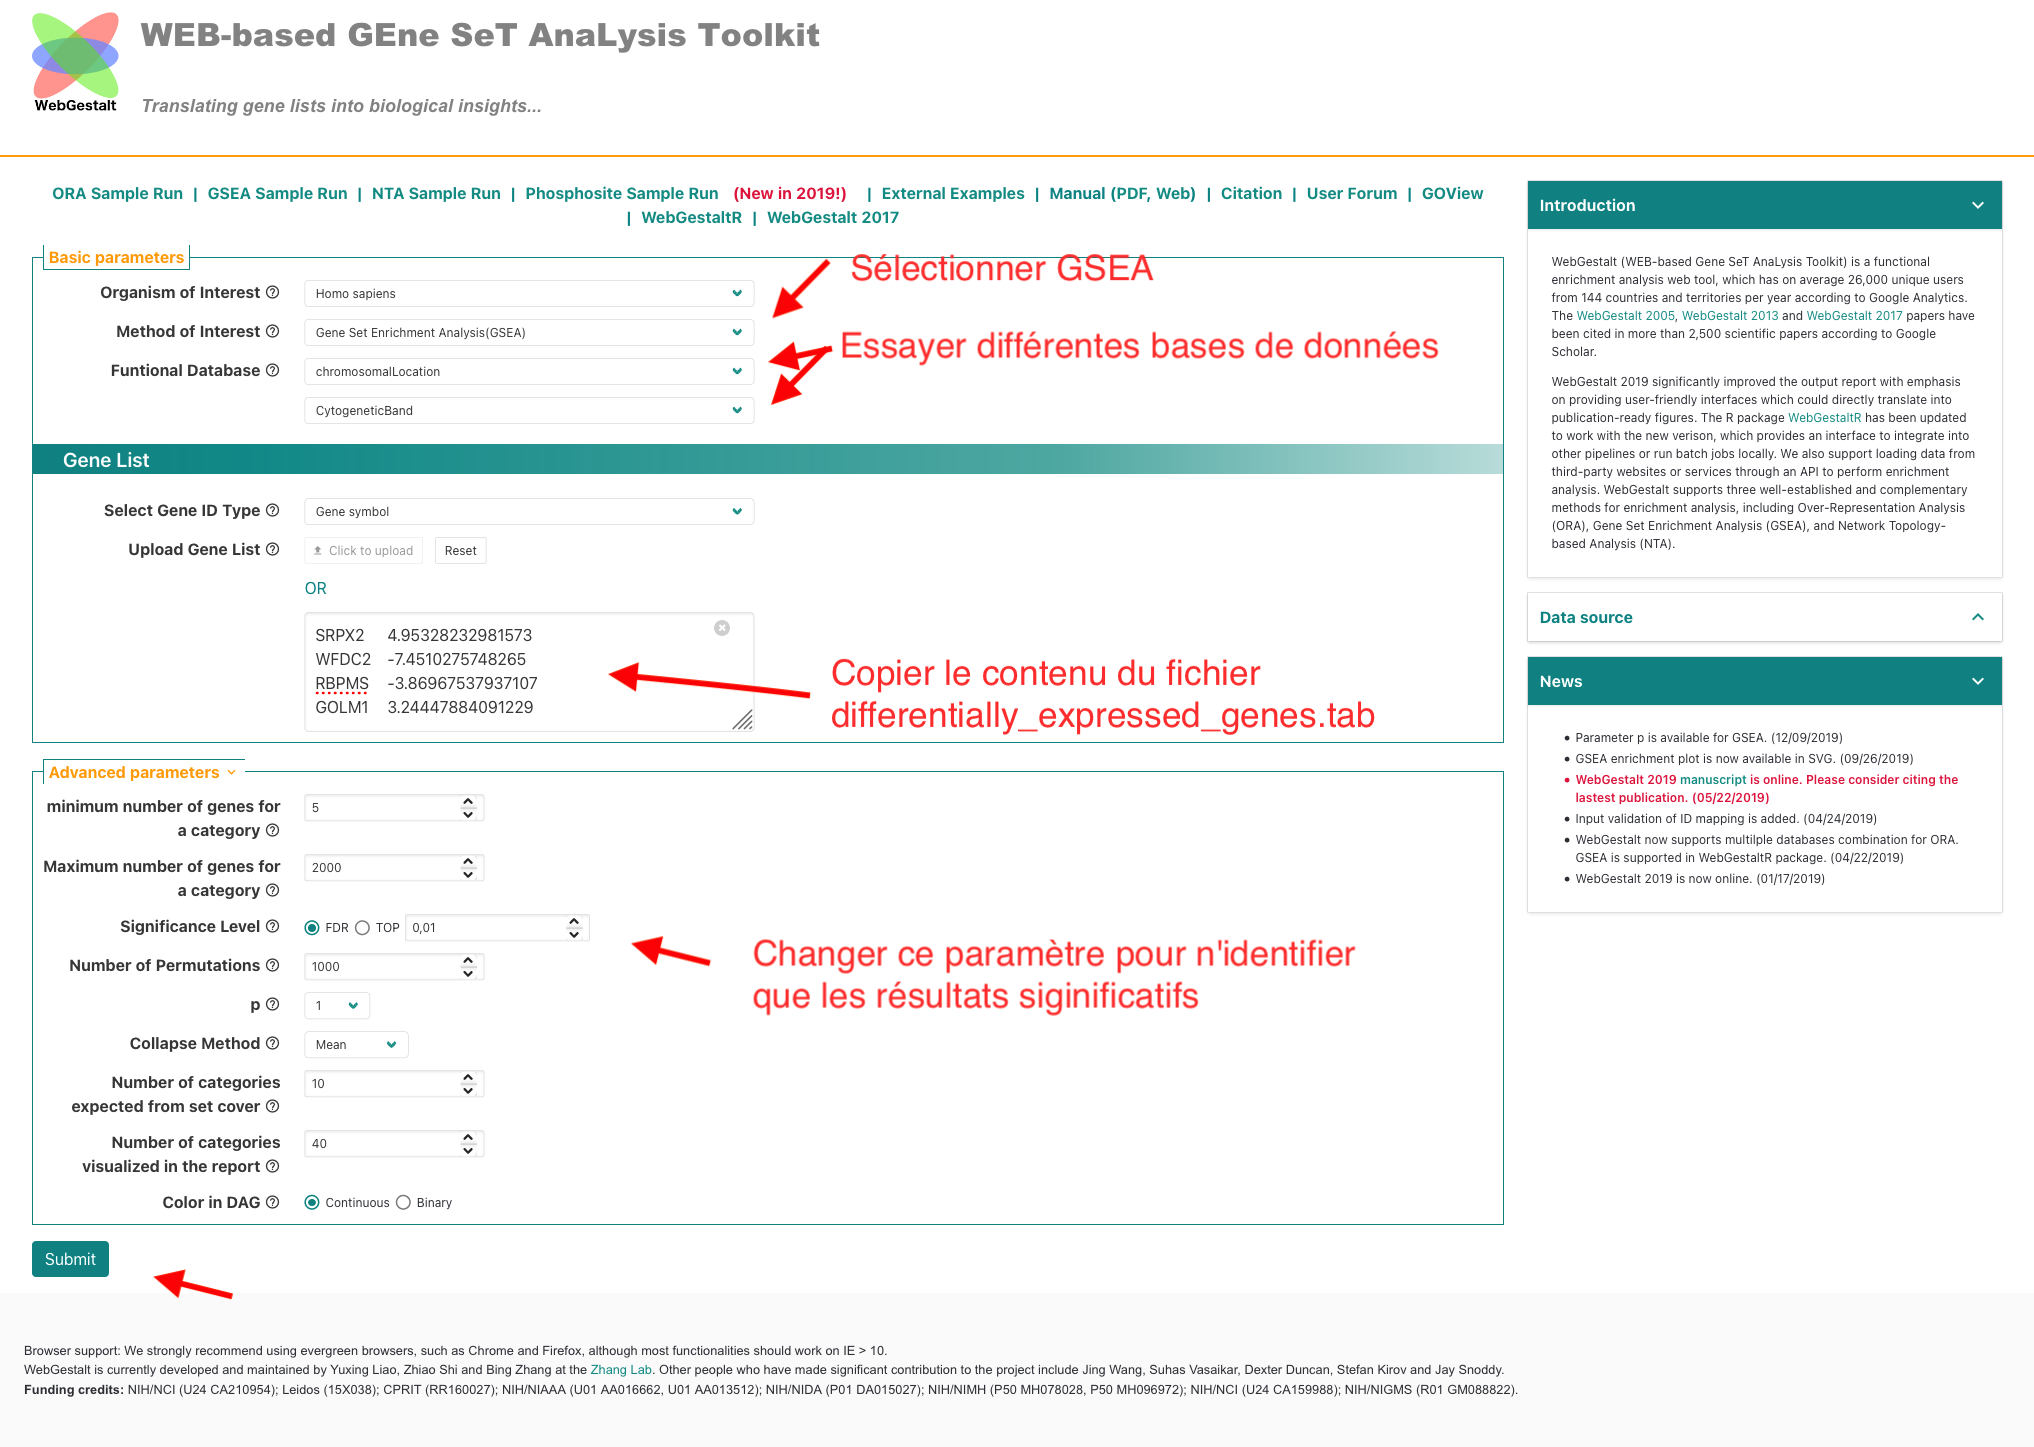 WEB-based GEne SeT AnaLysis Toolkit
WebGestalt
Translating gene lists into biological insights...
ORA Sample Run | GSEA Sample Run | NTA Sample Run | Phosphosite Sample Run (New in 2019!) | External Examples | Manual (PDF, Web) | Citation | User Forum | GOView
| WebGestaltR | WebGestalt 2017
Basic parameters
Sélectionner GSEA
Organism of Interest
Homo sapiens
Method of Interest
Gene Set Enrichment Analysis(GSEA)
Essayer différentes bases de données
Funtional Database
chromosomalLocation
CytogeneticBand
Gene List
Select Gene ID Type
Gene symbol
Upload Gene List
Click to upload
Reset
OR
SRPX2 4.95328232981573
WFDC2 -7.4510275748265
RBPMS -3.86967537937107
GOLM1 3.24447884091229
Copier le contenu du fichier
differentially_expressed_genes.tab
Advanced parameters
minimum number of genes for
a category
5
Maximum number of genes for
a category
2000
Significance Level
FDR TOP 0,01
Changer ce paramètre pour n'identifier
que les résultats siginificatifs
Number of Permutations
1000
p
1
Collapse Method
Mean
Number of categories
expected from set cover
10
Number of categories
visualized in the report
40
Color in DAG
Continuous Binary
Submit
Introduction
WebGestalt (WEB-based Gene SeT AnaLysis Toolkit) is a functional
enrichment analysis web tool, which has on average 26,000 unique users
from 144 countries and territories per year according to Google Analytics.
The WebGestalt 2005, WebGestalt 2013 and WebGestalt 2017 papers have
been cited in more than 2,500 scientific papers according to Google
Scholar.
WebGestalt 2019 significantly improved the output report with emphasis
on providing user-friendly interfaces which could directly translate into
publication-ready figures. The R package WebGestaltR has been updated
to work with the new verison, which provides an interface to integrate into
other pipelines or run batch jobs locally. We also support loading data from
third-party websites or services through an API to perform enrichment
analysis. WebGestalt supports three well-established and complementary
methods for enrichment analysis, including Over-Representation Analysis
(ORA), Gene Set Enrichment Analysis (GSEA), and Network Topology-
based Analysis (NTA).
Data source
News
• Parameter p is available for GSEA. (12/09/2019)
• GSEA enrichment plot is now available in SVG. (09/26/2019)
• WebGestalt 2019 manuscript is online. Please consider citing the
lastest publication. (05/22/2019)
• Input validation of ID mapping is added. (04/24/2019)
• WebGestalt now supports multilple databases combination for ORA.
GSEA is supported in WebGestaltR package. (04/22/2019)
• WebGestalt 2019 is now online. (01/17/2019)
Browser support: We strongly recommend using evergreen browsers, such as Chrome and Firefox, although most functionalities should work on IE > 10.
WebGestalt is currently developed and maintained by Yuxing Liao, Zhiao Shi and Bing Zhang at the Zhang Lab. Other people who have made significant contribution to the project include Jing Wang, Suhas Vasaikar, Dexter Duncan, Stefan Kirov and Jay Snoddy.
Funding credits: NIH/NCI (U24 CA210954); Leidos (15X038); CPRIT (RR160027); NIH/NIAAA (U01 AA016662, U01 AA013512); NIH/NIDA (P01 DA015027); NIH/NIMH (P50 MH078028, P50 MH096972); NIH/NCI (U24 CA159988); NIH/NIGMS (R01 GM088822).